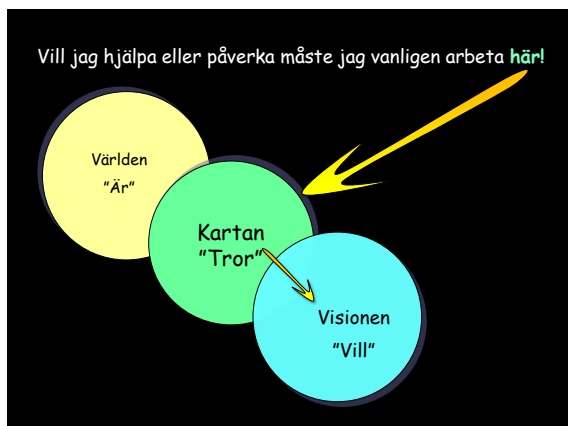 Vill jag hjälpa eller påverka måste jag vanligen arbeta här!
Världen
”Är”
Kartan
”Tror”
Visionen
”Vill”